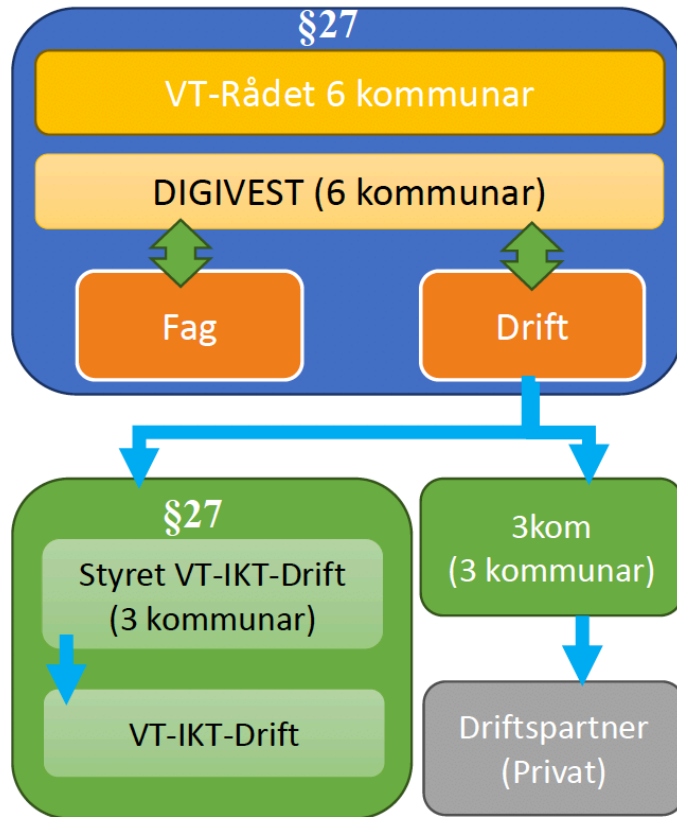 §27
VT-Rådet 6 kommunar
DIGIVEST (6 kommunar)
Fag
Drift
§27
Styret VT-IKT-Drift
(3 kommunar)
VT-IKT-Drift
3kom
(3 kommunar)
Driftspartner
(Privat)